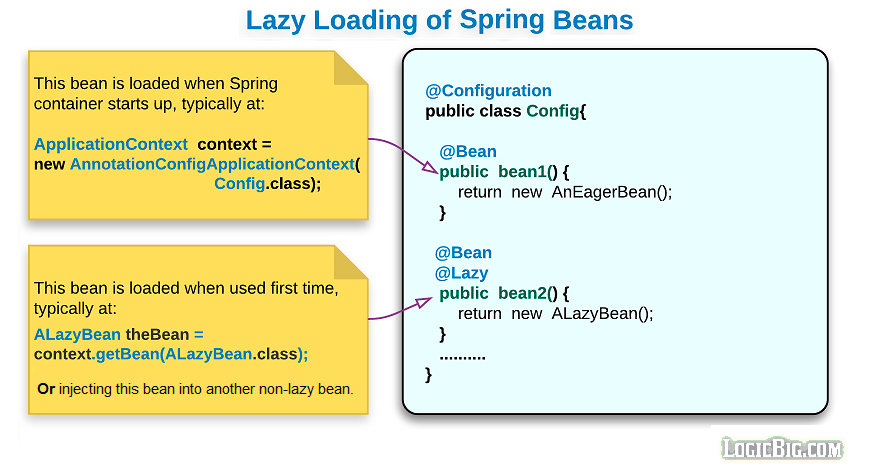 Lazy Loading of Spring Beans
This bean is loaded when Spring
container starts up, typically at:
ApplicationContext context =
new AnnotationConfigApplicationContext(
Config.class);
This bean is loaded when used first time,
typically at:
ALazyBean theBean =
context.getBean(ALazyBean.class);
Or injecting this bean into another non-lazy bean.
@Configuration
public class Config{
@Bean
public bean1() {
return new AnEagerBean();
}
@Bean
@Lazy
public bean2() {
return new ALazyBean();
}
..........
}
LogicBig.com